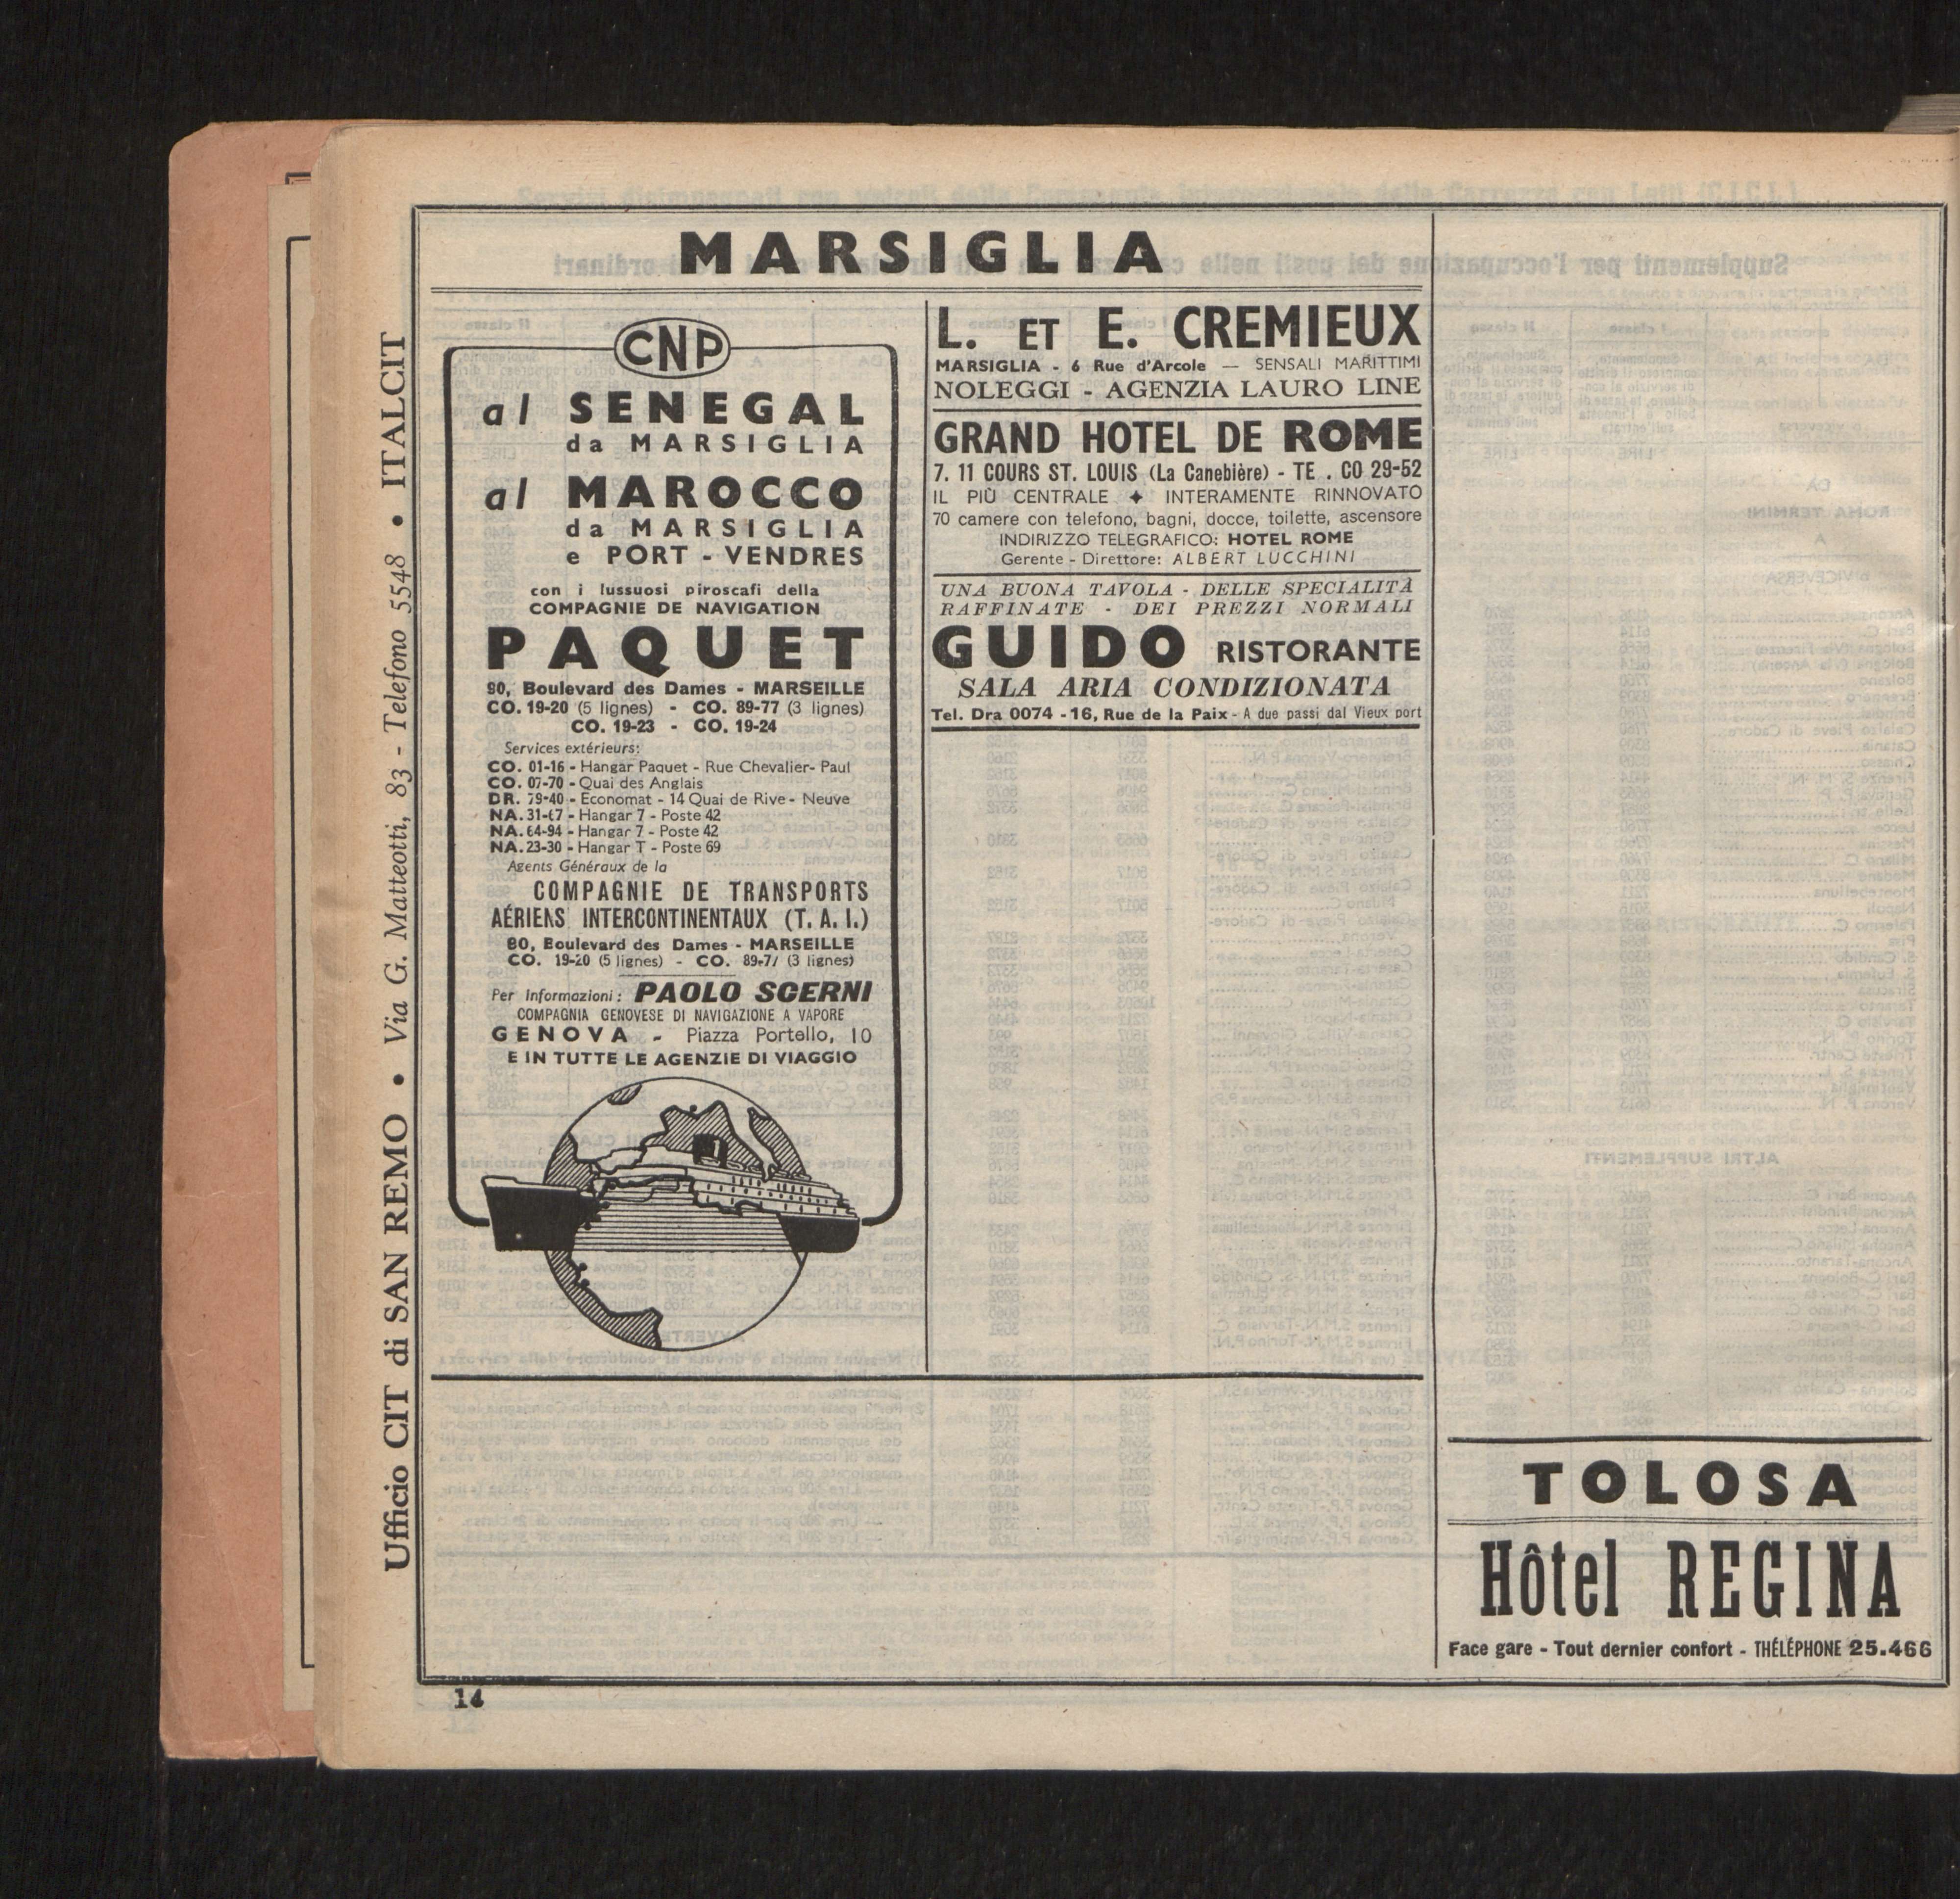 Ufficio CIT di SAN REMO • Via G. Matteotti, 83 - Telefono 5548 • ITALCIT
MARSIGLIA
CNP
al SENEGAL
da MARSIGLIA
al MAROCCO
da MARSIGLIA
e PORT - VENDRES
con i lussuosi piroscafi della
COMPAGNIE DE NAVIGATION
PAQUET
90, Boulevard des Dames - MARSEILLE
CO. 19-20 (5 lignes) - CO. 89-77 (3 lignes)
CO. 19-23 - CO. 19-24
Services extérieurs:
CO. 01-16 - Hangar Paquet - Rue Chevalier- Paul
CO. 07-70 - Quai des Anglais
DR. 79-40 - Economat - 14 Quai de Rive - Neuve
NA. 31-67 - Hangar 7 - Poste 42
NA. 64-94 - Hangar 7 - Poste 42
NA. 23-30 - Hangar T - Poste 69
Agents Généraux de la
COMPAGNIE DE TRANSPORTS
AÉRIENS INTERCONTINENTAUX (T. A. I.)
90, Boulevard des Dames - MARSEILLE
CO. 19-20 (5 lignes) - CO. 89-77 (3 lignes)
Per Informazioni: PAOLO SCERNI
COMPAGNIA GENOVESE DI NAVIGAZIONE A VAPORE
GENOVA - Piazza Portello, 10
E IN TUTTE LE AGENZIE DI VIAGGIO
L. ET E. CREMIEUX
MARSIGLIA - 6 Rue d'Arcole — SENSALI MARITTIMI
NOLEGGI - AGENZIA LAURO LINE
GRAND HOTEL DE ROME
7. 11 COURS ST. LOUIS (La Canebière) - TE . CO 29-52
IL PIÙ CENTRALE ✦ INTERAMENTE RINNOVATO
70 camere con telefono, bagni, docce, toilette, ascensore
INDIRIZZO TELEGRAFICO: HOTEL ROME
Gerente - Direttore: ALBERT LUCCHINI
UNA BUONA TAVOLA - DELLE SPECIALITÀ
RAFFINATE - DEI PREZZI NORMALI
GUIDO RISTORANTE
SALA ARIA CONDIZIONATA
Tel. Dra 0074 - 16, Rue de la Paix - A due passi dal Vieux port
TOLOSA
Hôtel REGINA
Face gare - Tout dernier confort - THÉLÉPHONE 25.466
14